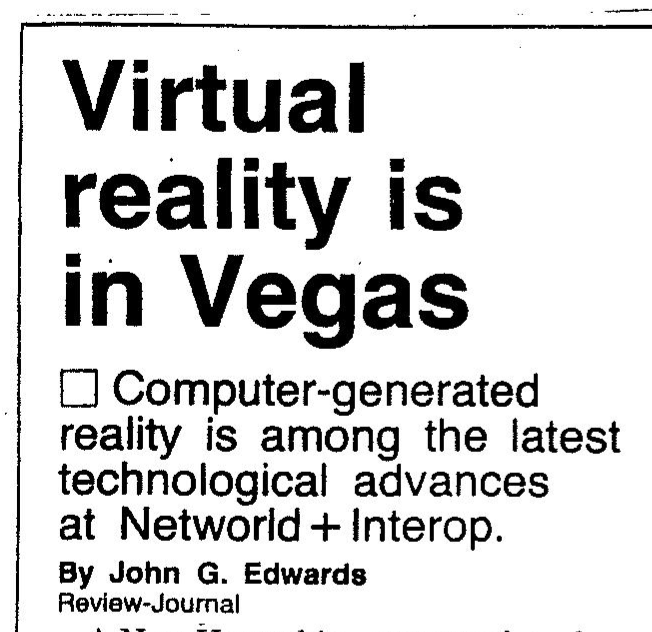 Virtual
reality is
in Vegas
□ Computer-generated
reality is among the latest
technological advances
at Networld + Interop.
By John G. Edwards
Review-Journal